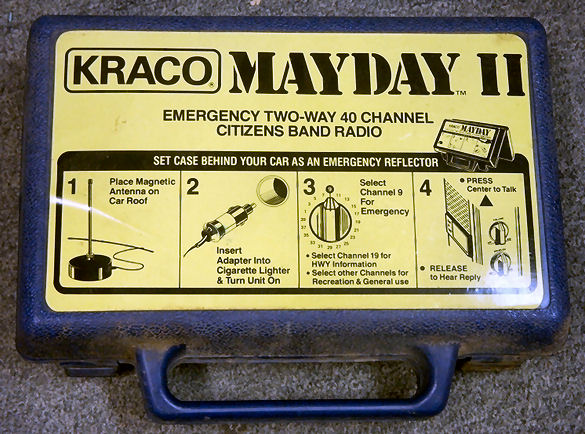 KRACO MAYDAY II™
EMERGENCY TWO-WAY 40 CHANNEL
CITIZENS BAND RADIO
KRACO MAYDAY
SET CASE BEHIND YOUR CAR AS AN EMERGENCY REFLECTOR
1 Place Magnetic
Antenna on
Car Roof
2
Insert
Adapter Into
Cigarette Lighter
& Turn Unit On
3
Select
Channel 9
For
Emergency
• Select Channel 19 for
HWY Information
• Select other Channels for
Recreation & General use
4
• PRESS
Center to Talk
• RELEASE
to Hear Reply